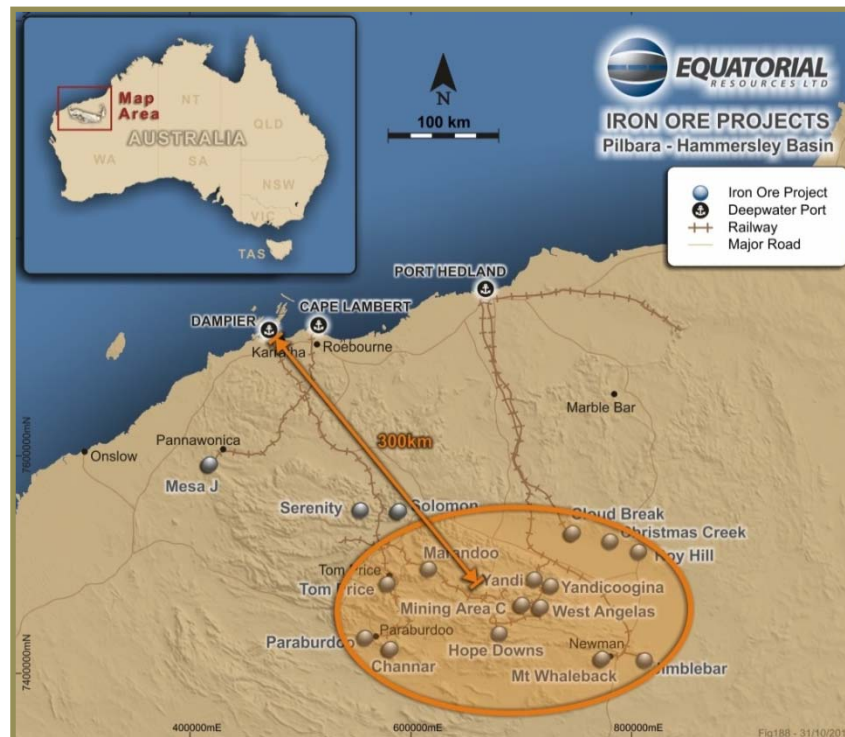 Map
Area
AUSTRALIA
NT
QLD
WA
SA
NSW
VIC
TAS
N
100 km
EQUATORIAL
RESOURCES LTD
IRON ORE PROJECTS
Pilbara - Hammersley Basin
Iron Ore Project
Deepwater Port
Railway
Major Road
PORT HEDLAND
CAPE LAMBERT
DAMPIER
Karratha
Roebourne
Marble Bar
300km
Pannawonica
Onslow
Mesa J
Serenity
Solomon
Cloud Break
Christmas Creek
Roy Hill
Marandoo
Tom Price
Tom Price
Yandi
Yandicoogina
Mining Area C
West Angelas
Paraburdoo
Paraburdoo
Channar
Hope Downs
Newman
Mt Whaleback
Jimblebar
7600000mN
7400000mN
400000mE
600000mE
800000mE